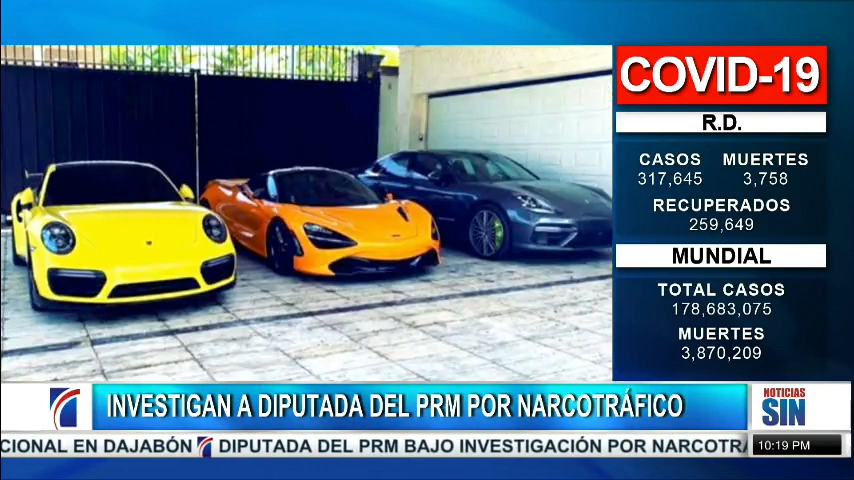 COVID-19
R.D.
CASOS MUERTES
317,645 3,758
RECUPERADOS
259,649
MUNDIAL
TOTAL CASOS
178,683,075
MUERTES
3,870,209
INVESTIGAN A DIPUTADA DEL PRM POR NARCOTRÁFICO
NOTICIAS
SIN
CIONAL EN DAJABÓN DIPUTADA DEL PRM BAJO INVESTIGACIÓN POR NARCOTRÁ
10:19 PM